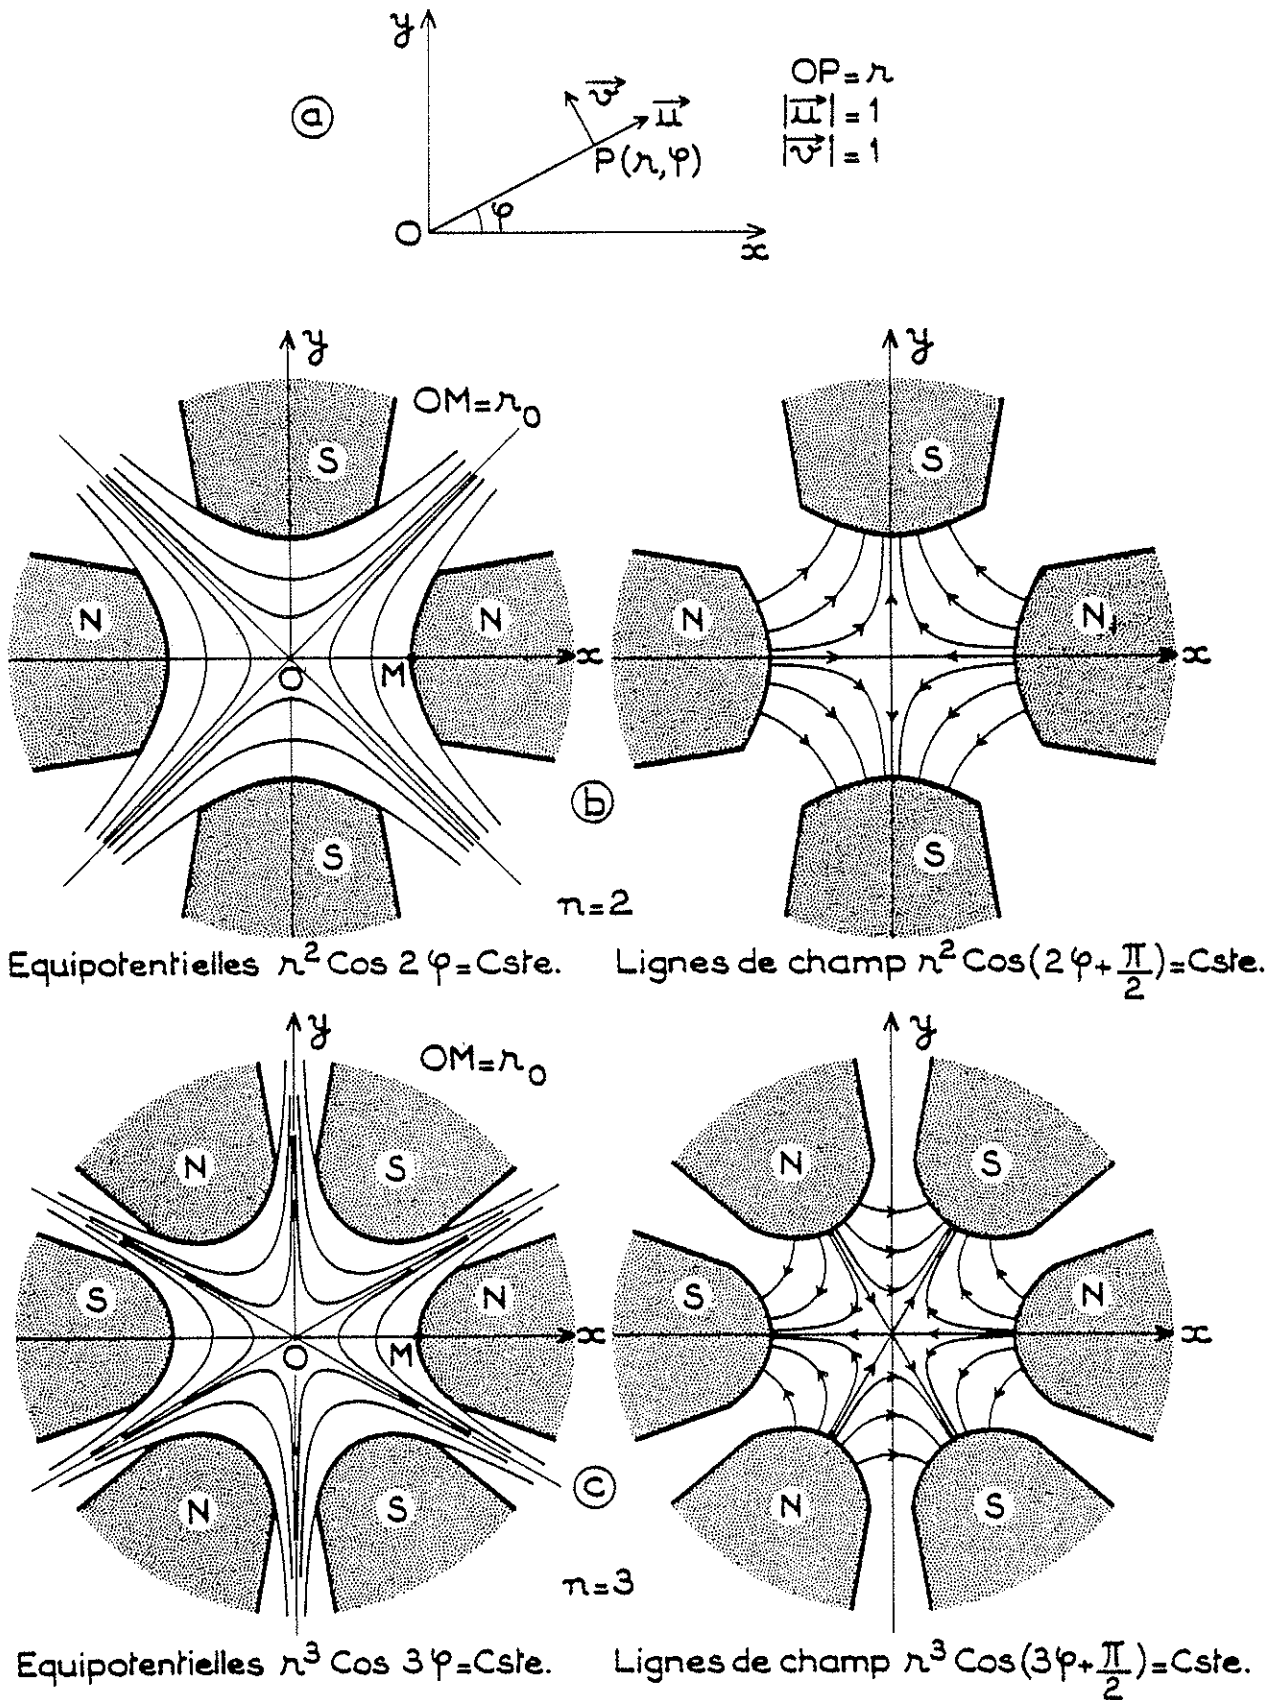 y
ⓐ
v⃗
u⃗
P(r,φ)
φ
O
x
OP=r
|u⃗|=1
|v⃗|=1
y
OM=r₀
S
N
N
x
O
M
S
y
S
N
N
x
S
ⓑ
n=2
Equipotentielles r² Cos 2φ=Cste.
Lignes de champ r² Cos(2φ+π/2)=Cste.
y
OM=r₀
N
S
S
N
x
O
M
N
S
y
N
S
S
N
x
N
S
ⓒ
n=3
Equipotentielles r³ Cos 3φ=Cste.
Lignes de champ r³ Cos(3φ+π/2)=Cste.